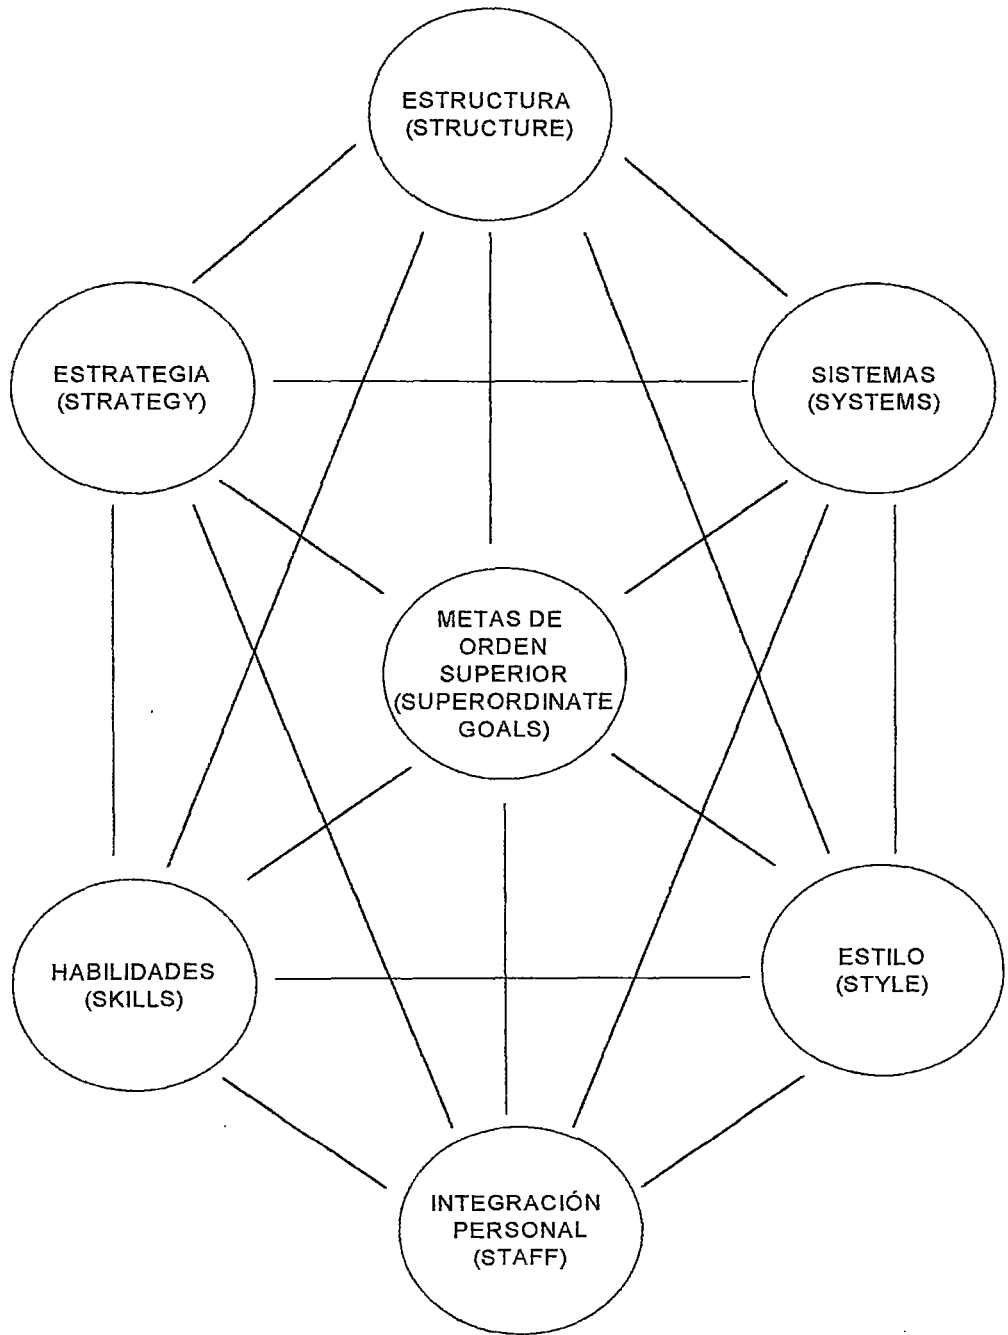 ESTRUCTURA
(STRUCTURE)
ESTRATEGIA
(STRATEGY)
SISTEMAS
(SYSTEMS)
METAS DE
ORDEN
SUPERIOR
(SUPERORDINATE
GOALS)
HABILIDADES
(SKILLS)
ESTILO
(STYLE)
INTEGRACIÓN
PERSONAL
(STAFF)